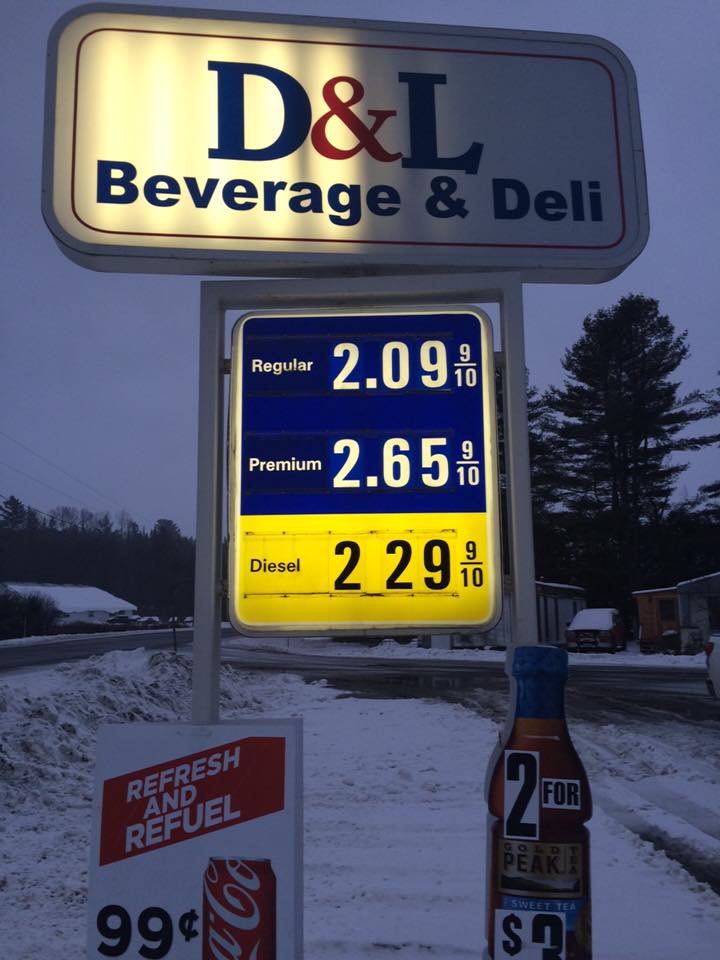 D&L
Beverage & Deli
Regular 2.09 9/10
Premium 2.65 9/10
Diesel 2 29 9/10
REFRESH
AND
REFUEL
99¢
2 FOR
GOLD
PEAK
TEA
SWEET TEA
$3